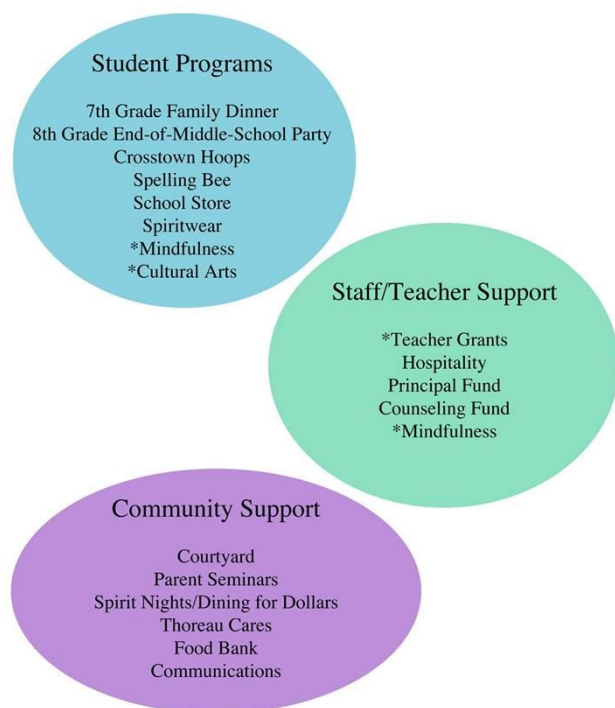 Student Programs
7th Grade Family Dinner
8th Grade End-of-Middle-School Party
Crosstown Hoops
Spelling Bee
School Store
Spiritwear
*Mindfulness
*Cultural Arts
Staff/Teacher Support
*Teacher Grants
Hospitality
Principal Fund
Counseling Fund
*Mindfulness
Community Support
Courtyard
Parent Seminars
Spirit Nights/Dining for Dollars
Thoreau Cares
Food Bank
Communications